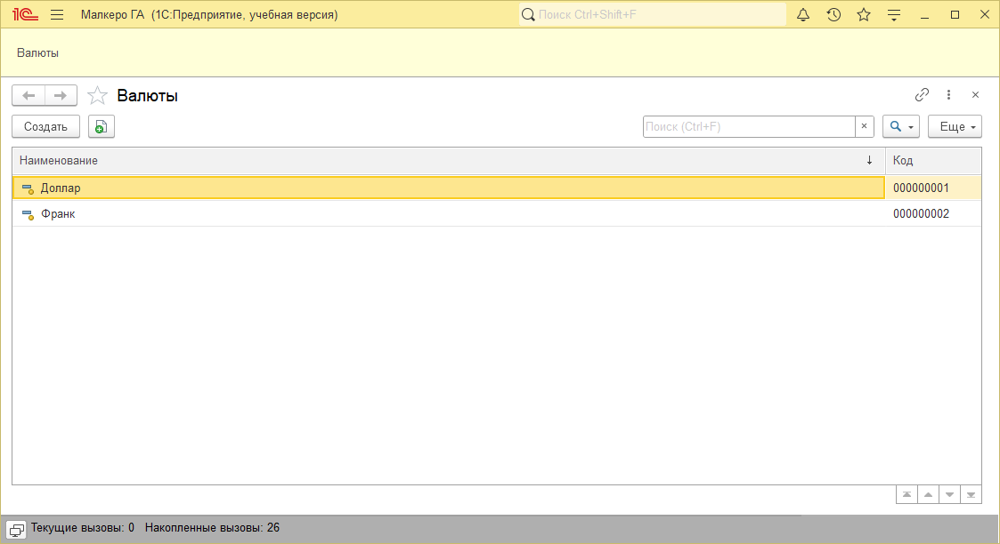 1С Малкеро ГА (1С:Предприятие, учебная версия) Поиск Ctrl+Shift+F
Валюты
Валюты
Создать Поиск (Ctrl+F) × Еще
Наименование ↓ Код
Доллар 000000001
Франк 000000002
Текущие вызовы: 0 Накопленные вызовы: 26